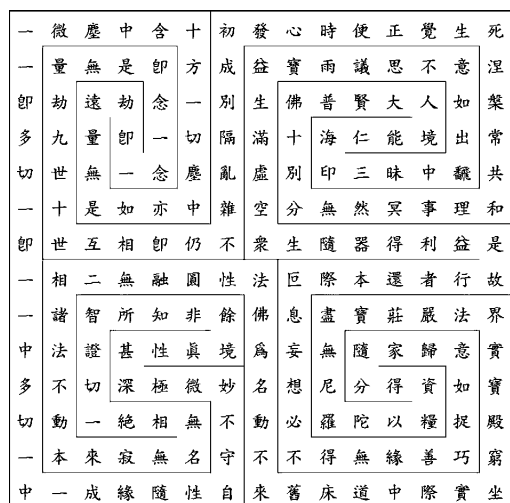 一微塵中含十初發心時便正覺生死
一量無是卽方成益寶雨議思不意涅
卽劫遠劫念一別生佛普賢大人如槃
多九量卽一切隔滿十海仁能境出常
切世無一念塵亂虛別印三昧中飜共
一十是如亦中雜空分無然冥事理和
卽世互相卽仍不衆生隨器得利益是
一相二無融圓性法叵際本還者行故
一諸智所知非餘佛息盡寶莊嚴法界
中法證甚性眞境爲妄無隨家歸意實
多不切深極微妙名想尼分得資如寶
切動一絕相無不動必羅陀以糧捉殿
一本來寂無名守不不得無緣善巧窮
中一成緣隨性自來舊床道中際實坐